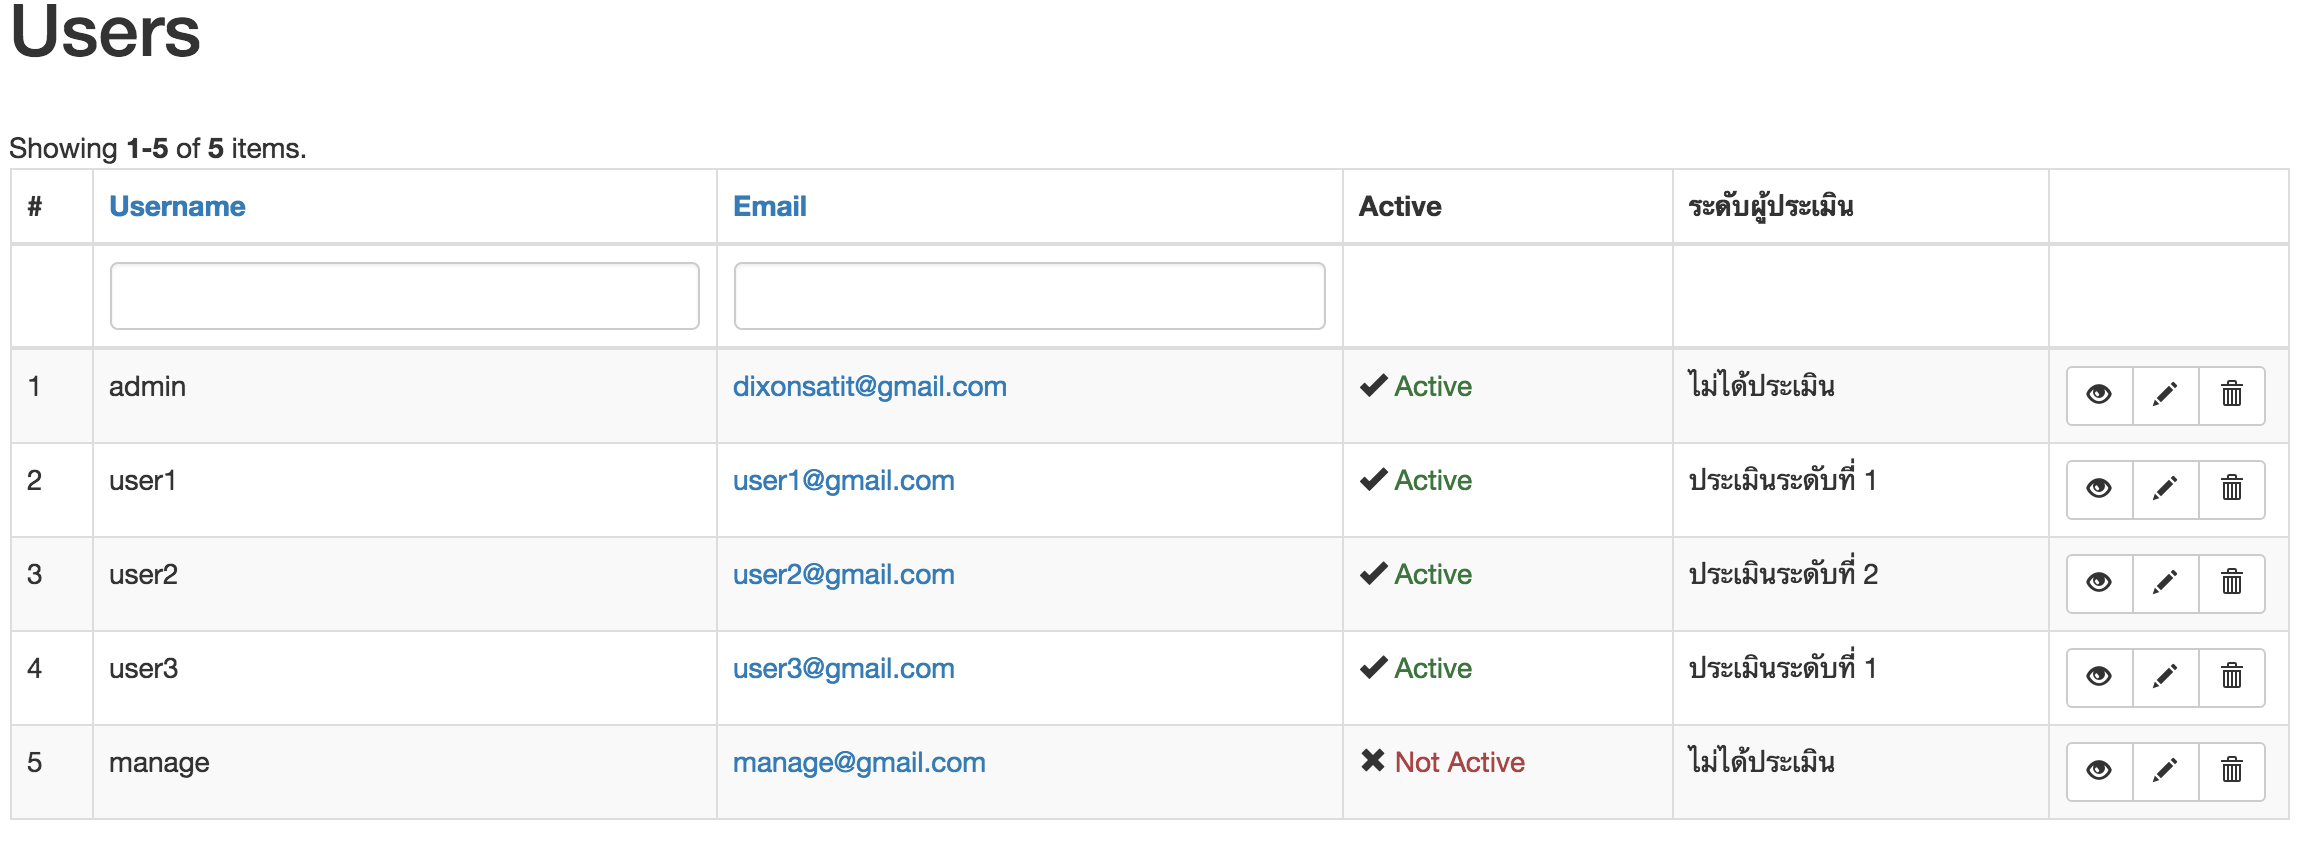 Users
Showing 1-5 of 5 items.
# Username Email Active ระดับผู้ประเมิน
1 admin dixonsatit@gmail.com Active ไม่ได้ประเมิน
2 user1 user1@gmail.com Active ประเมินระดับที่ 1
3 user2 user2@gmail.com Active ประเมินระดับที่ 2
4 user3 user3@gmail.com Active ประเมินระดับที่ 1
5 manage manage@gmail.com Not Active ไม่ได้ประเมิน